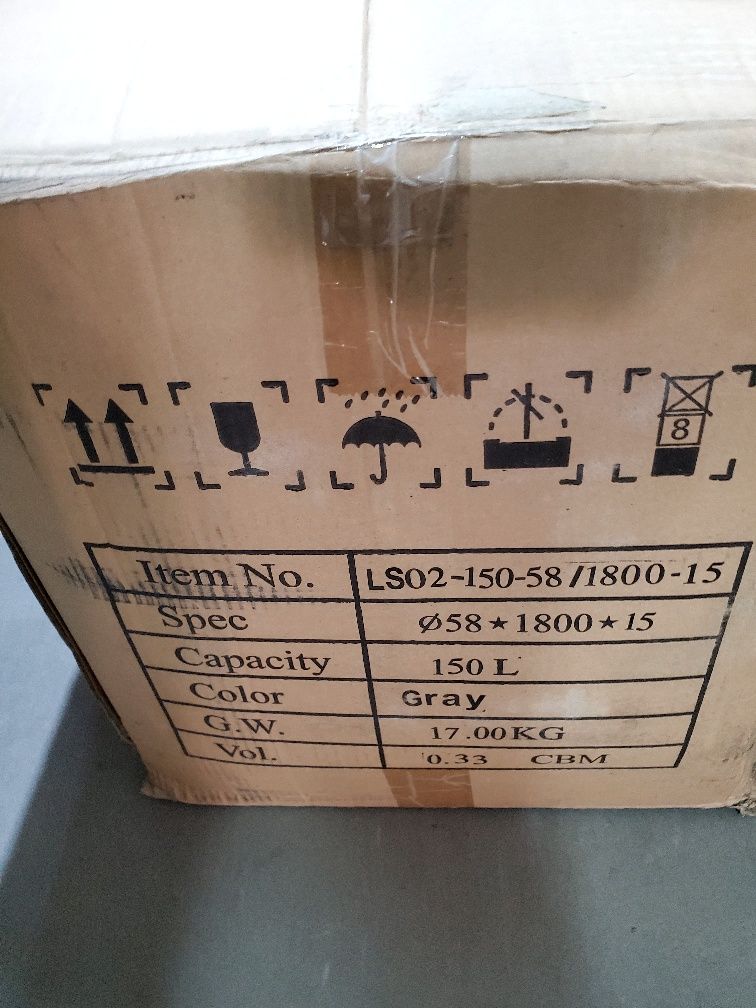 8
Item No. LS02-150-58/1800-15
Spec Ø58★1800★15
Capacity 150 L
Color Gray
G.W. 17.00KG
Vol. 0.33 CBM